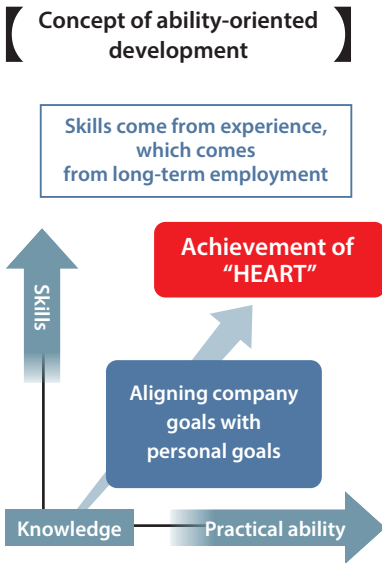 Concept of ability-oriented
development
Skills come from experience,
which comes
from long-term employment
Achievement of
“HEART”
Skills
Aligning company
goals with
personal goals
Knowledge
Practical ability